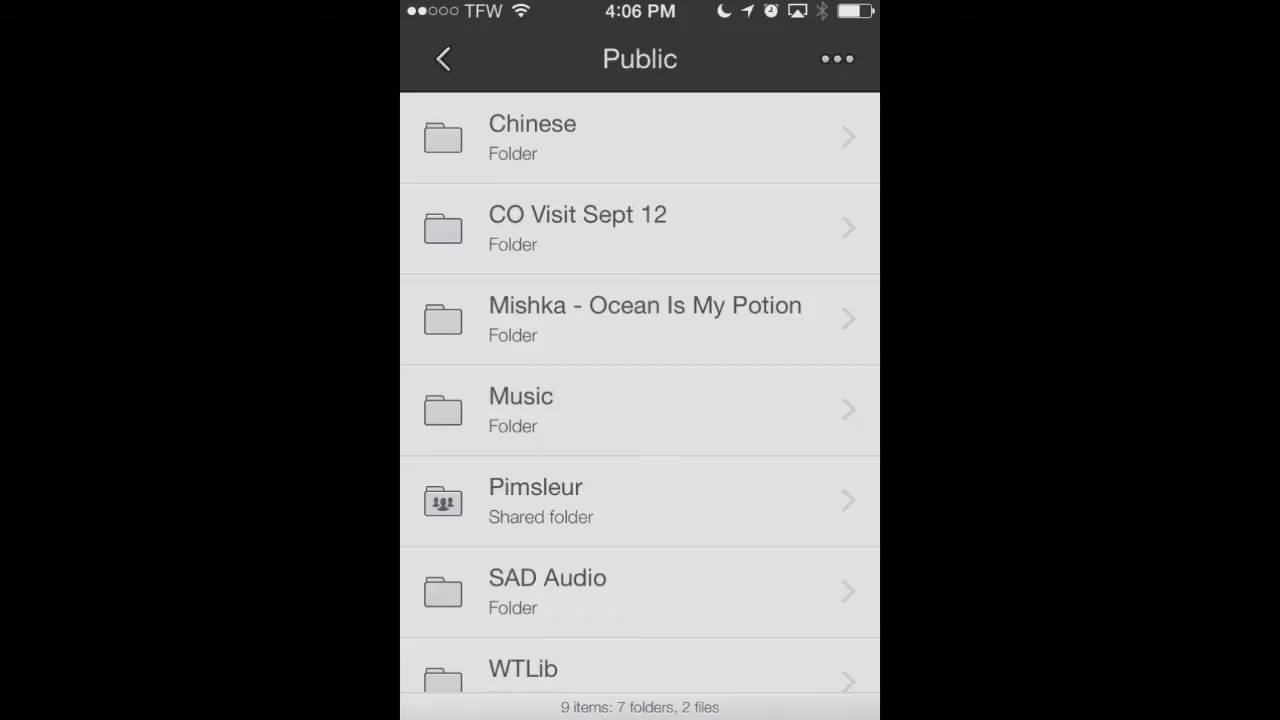 TFW 4:06 PM
Public
Chinese
Folder
CO Visit Sept 12
Folder
Mishka - Ocean Is My Potion
Folder
Music
Folder
Pimsleur
Shared folder
SAD Audio
Folder
WTLib
9 items: 7 folders, 2 files